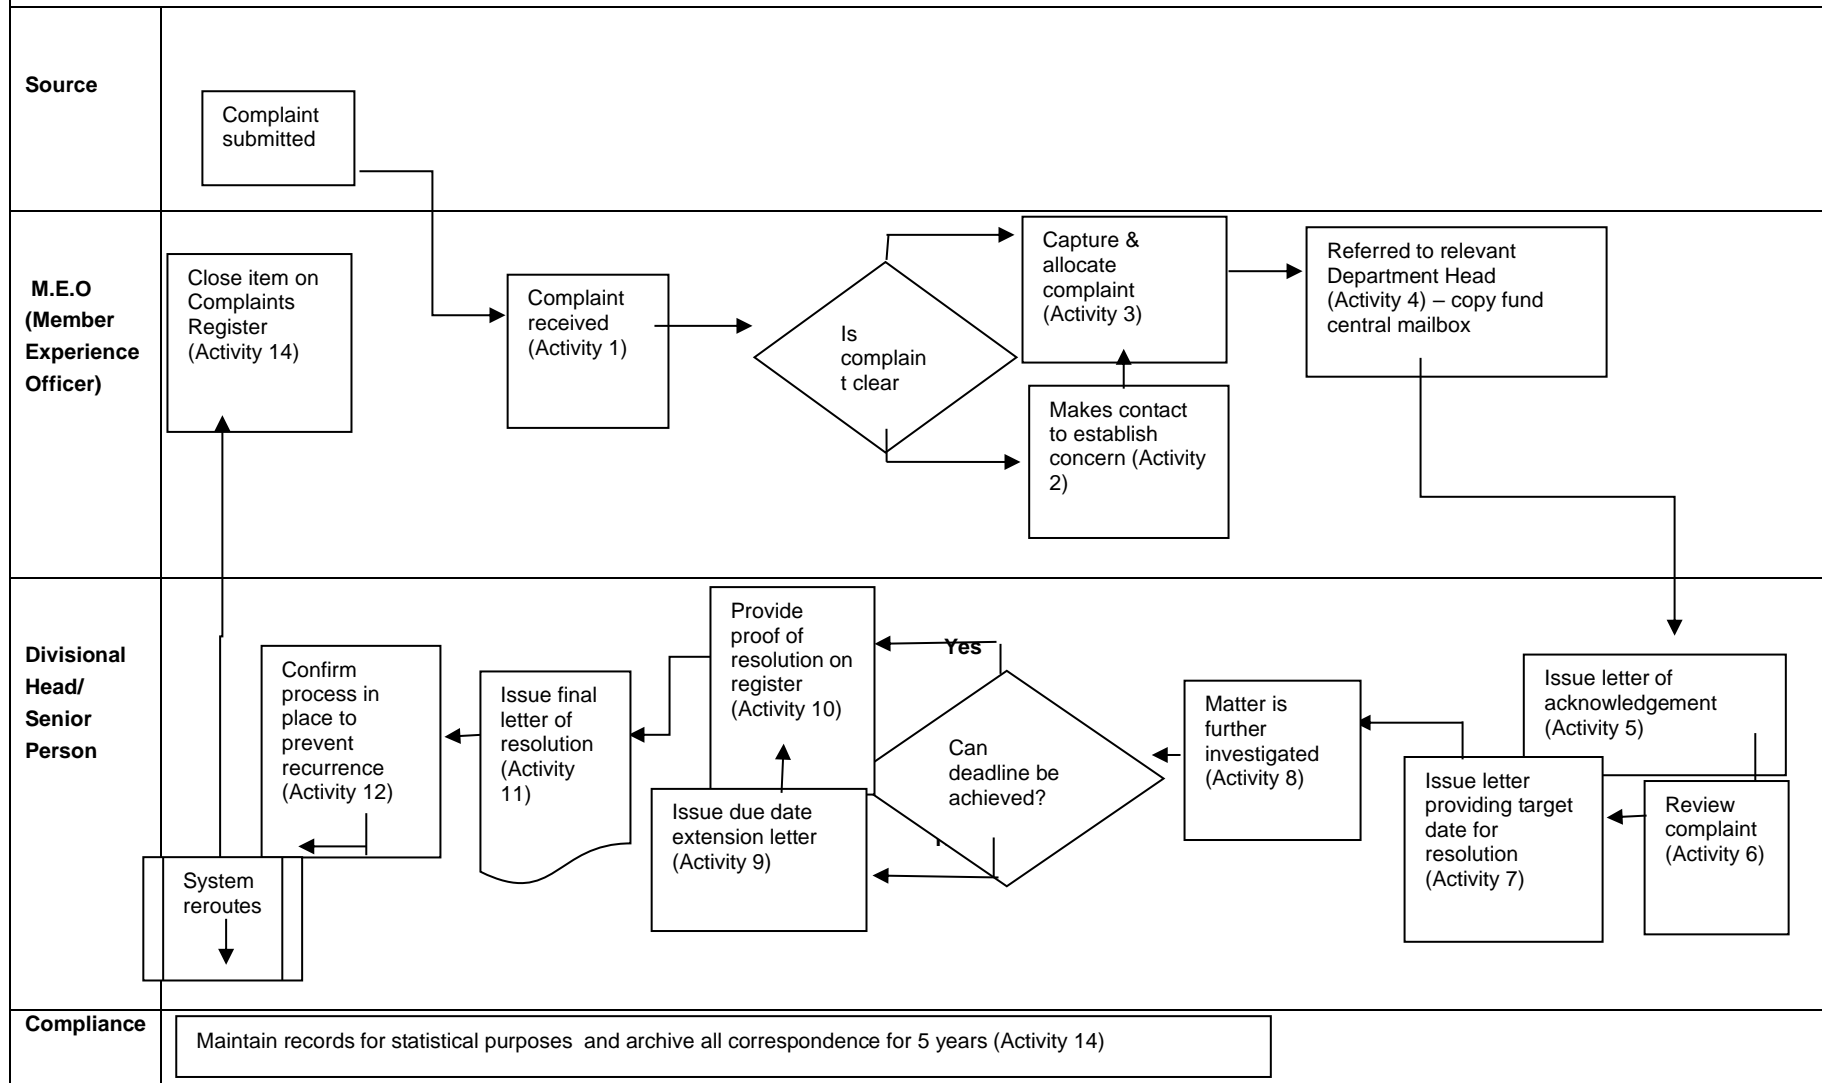 Source
Complaint
submitted
M.E.O
(Member
Experience
Officer)
Close item on
Complaints
Register
(Activity 14)
Complaint
received
(Activity 1)
Is
complain
t clear
Capture &
allocate
complaint
(Activity 3)
Makes contact
to establish
concern (Activity
2)
Referred to relevant
Department Head
(Activity 4) – copy fund
central mailbox
Divisional
Head/
Senior
Person
System
reroutes
Confirm
process in
place to
prevent
recurrence
(Activity 12)
Issue final
letter of
resolution
(Activity
11)
Provide
proof of
resolution on
register
(Activity 10)
Issue due date
extension letter
(Activity 9)
Yes
Can
deadline be
achieved?
Matter is
further
investigated
(Activity 8)
Issue letter
providing target
date for
resolution
(Activity 7)
Issue letter of
acknowledgement
(Activity 5)
Review
complaint
(Activity 6)
Compliance
Maintain records for statistical purposes  and archive all correspondence for 5 years (Activity 14)